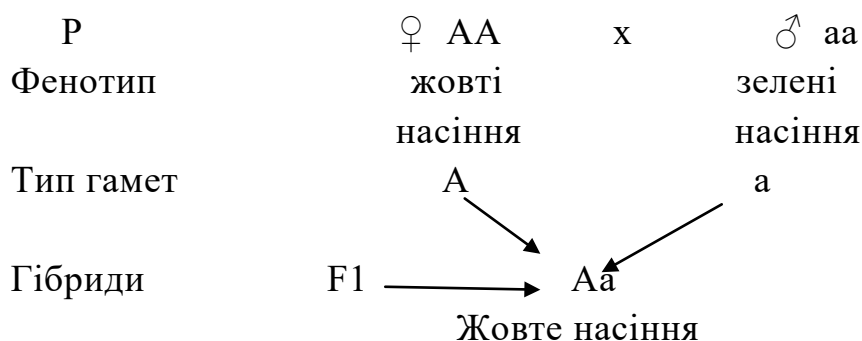 Р ♀ АА х ♂ аа
Фенотип жовті зелені
насіння насіння
Тип гамет А а
Гібриди F1 Аа
Жовте насіння